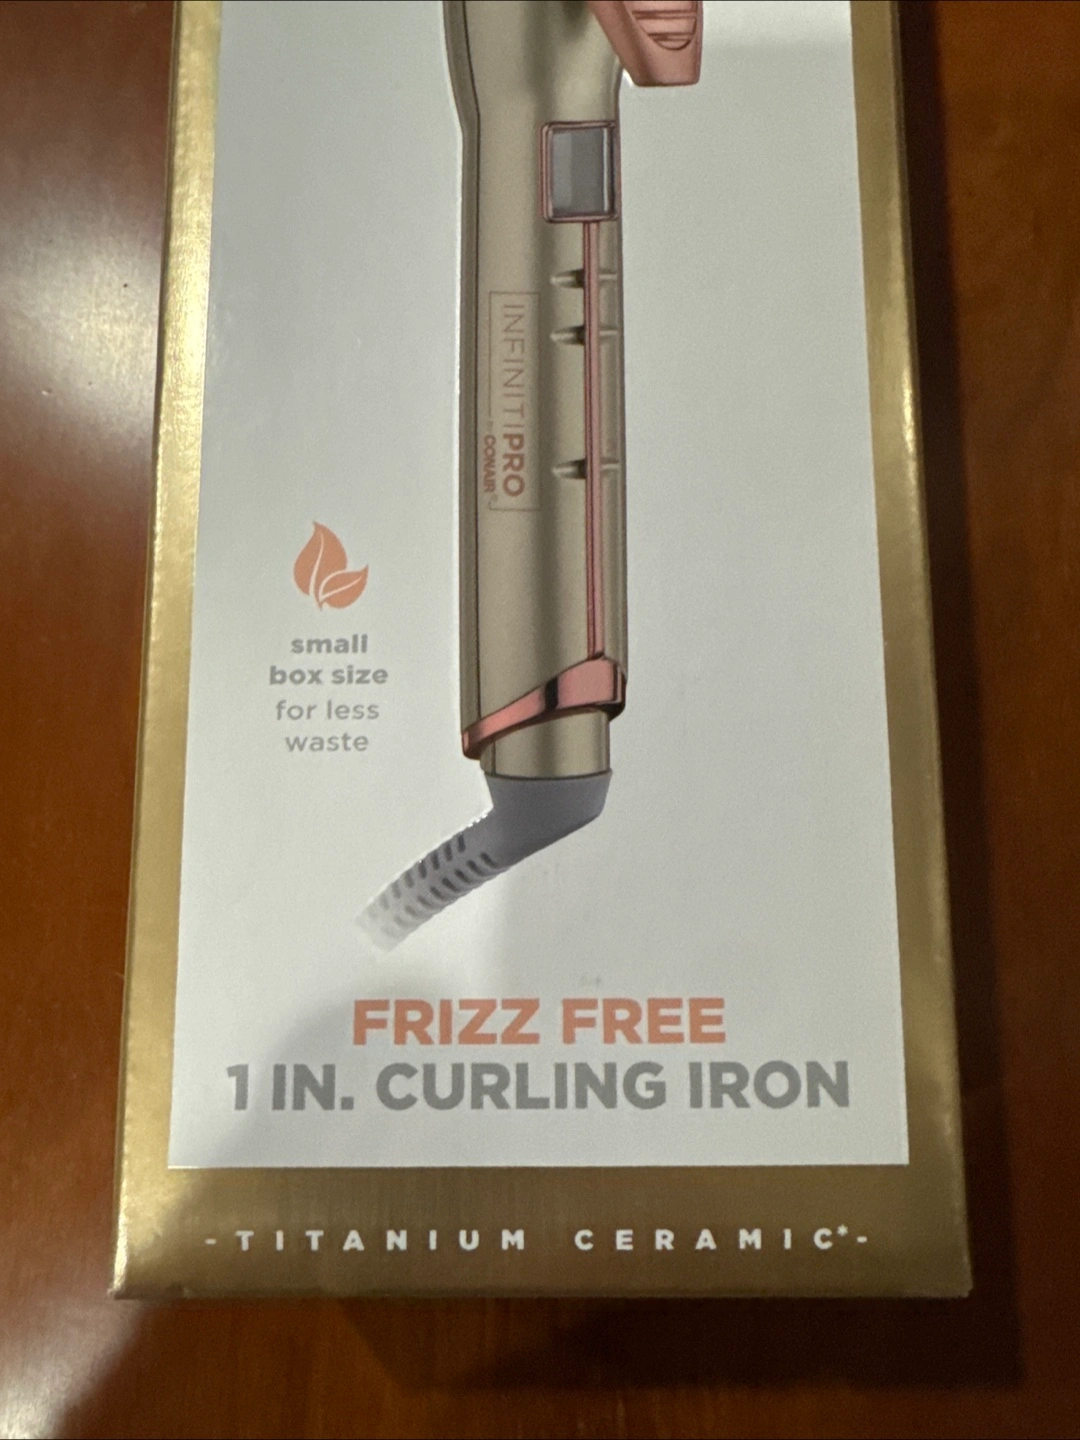 INFINITIPRO
BY CONAIR
small
box size
for less
waste
FRIZZ FREE
1 IN. CURLING IRON
-TITANIUM CERAMIC*-